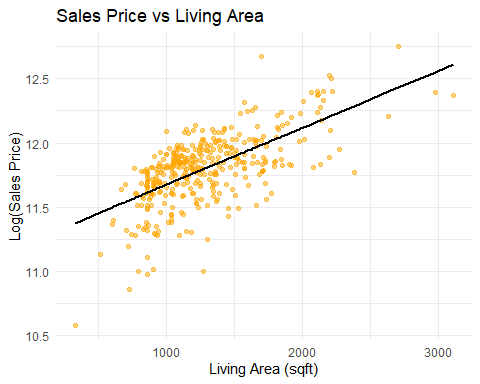 Sales Price vs Living Area
12.5
12.0
11.5
11.0
10.5
Log(Sales Price)
1000 2000 3000
Living Area (sqft)